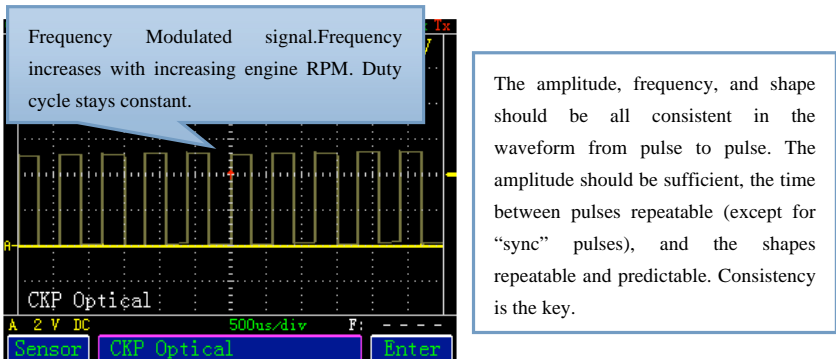 Tx
Frequency Modulated signal.Frequency
increases with increasing engine RPM. Duty
cycle stays constant.
V
The amplitude, frequency, and shape
should be all consistent in the
waveform from pulse to pulse. The
amplitude should be sufficient, the time
between pulses repeatable (except for
“sync” pulses), and the shapes
repeatable and predictable. Consistency
is the key.
A
CKP Optical
A 2 V DC 500us/div F: - - - -
Sensor CKP Optical Enter